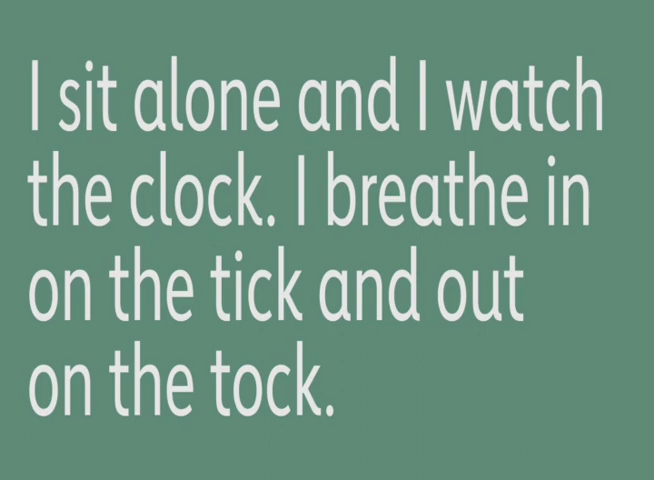 I sit alone and I watch
the clock. I breathe in
on the tick and out
on the tock.